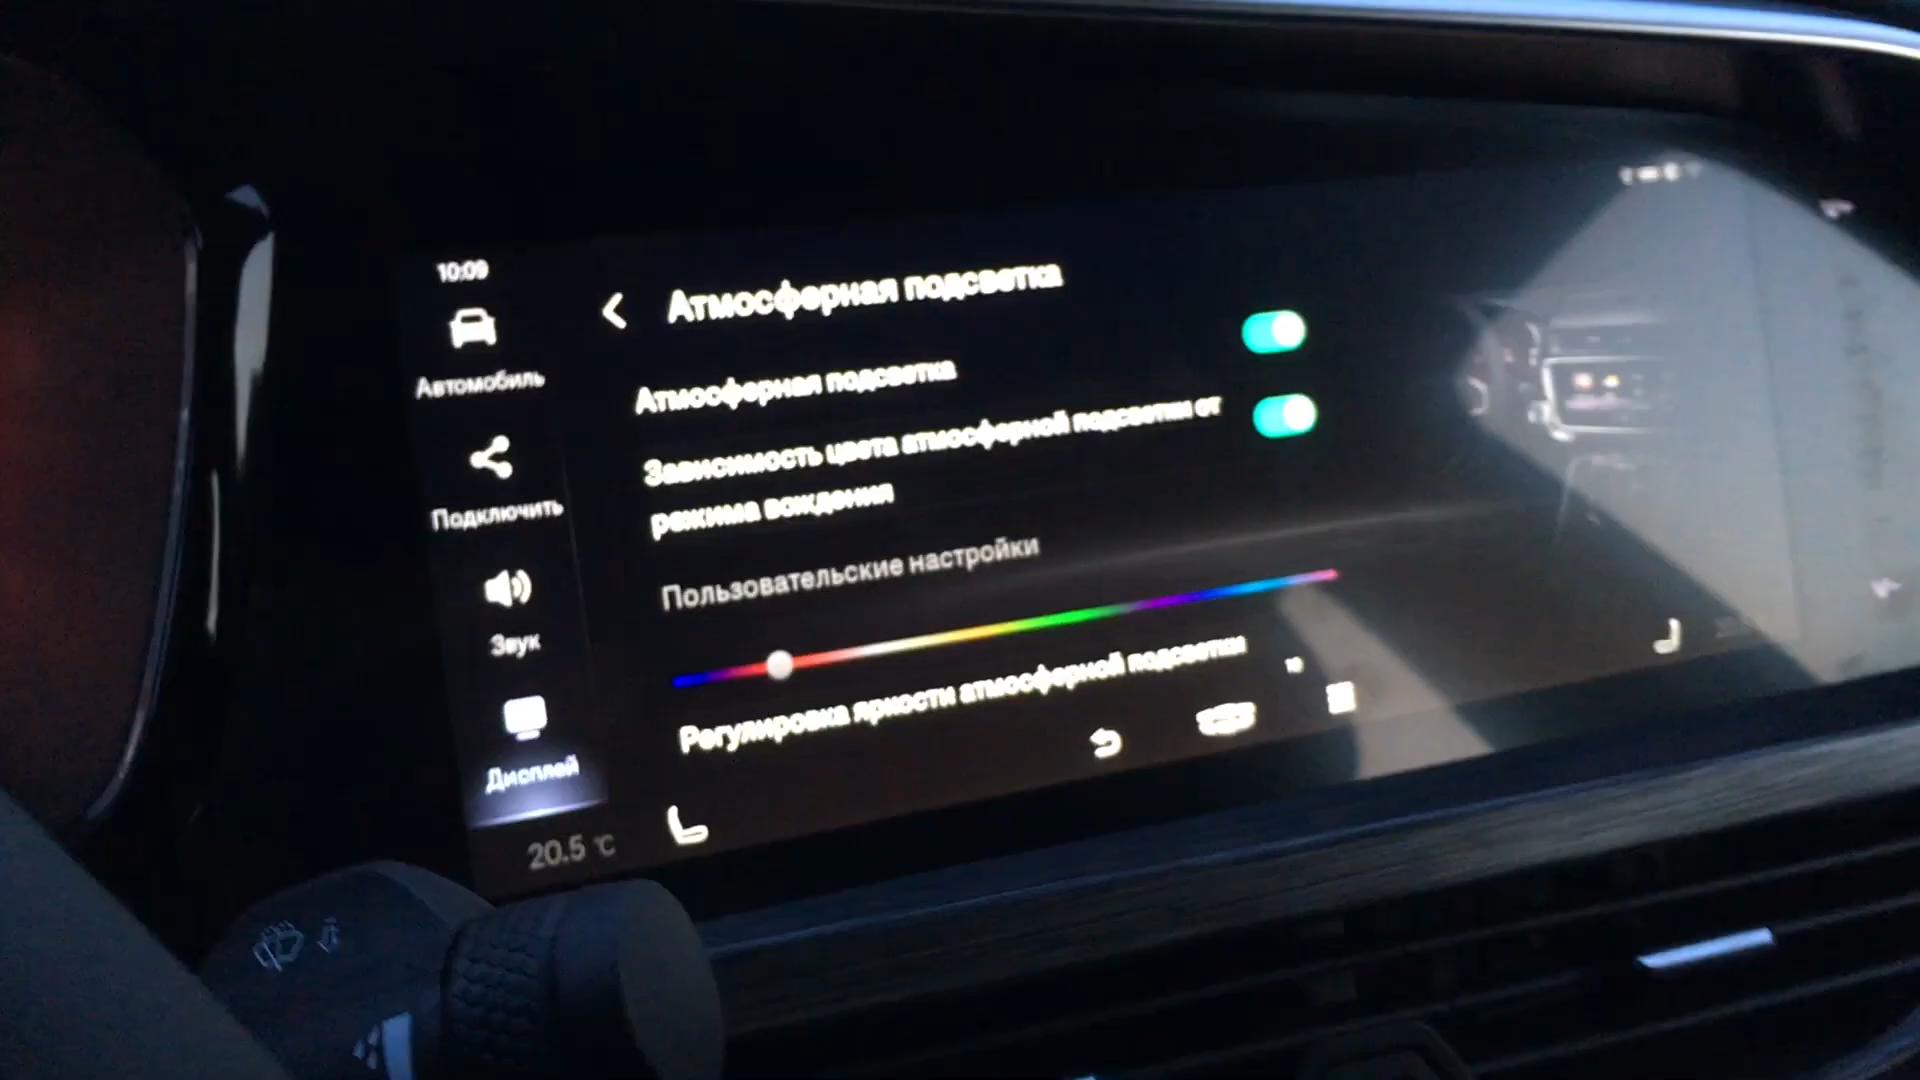 10:09
Автомобиль
Подключить
Звук
Дисплей
20.5 °C
Атмосферная подсветка
Атмосферная подсветка
Зависимость цвета атмосферной подсветки от
режима вождения
Пользовательские настройки
Регулировка яркости атмосферной подсветки